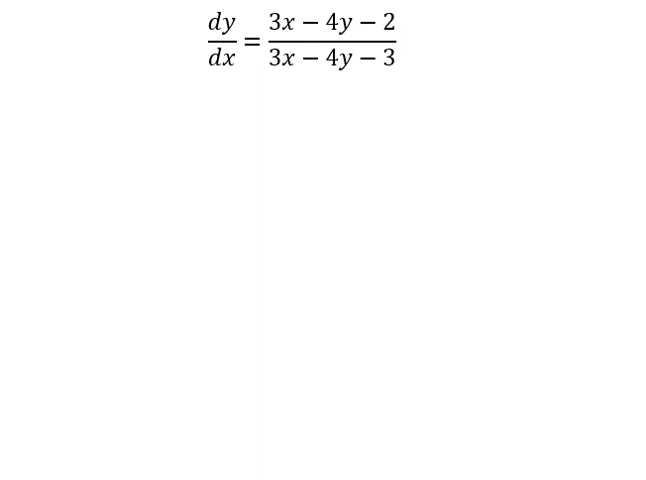 dy/dx = (3x − 4y − 2)/(3x − 4y − 3)